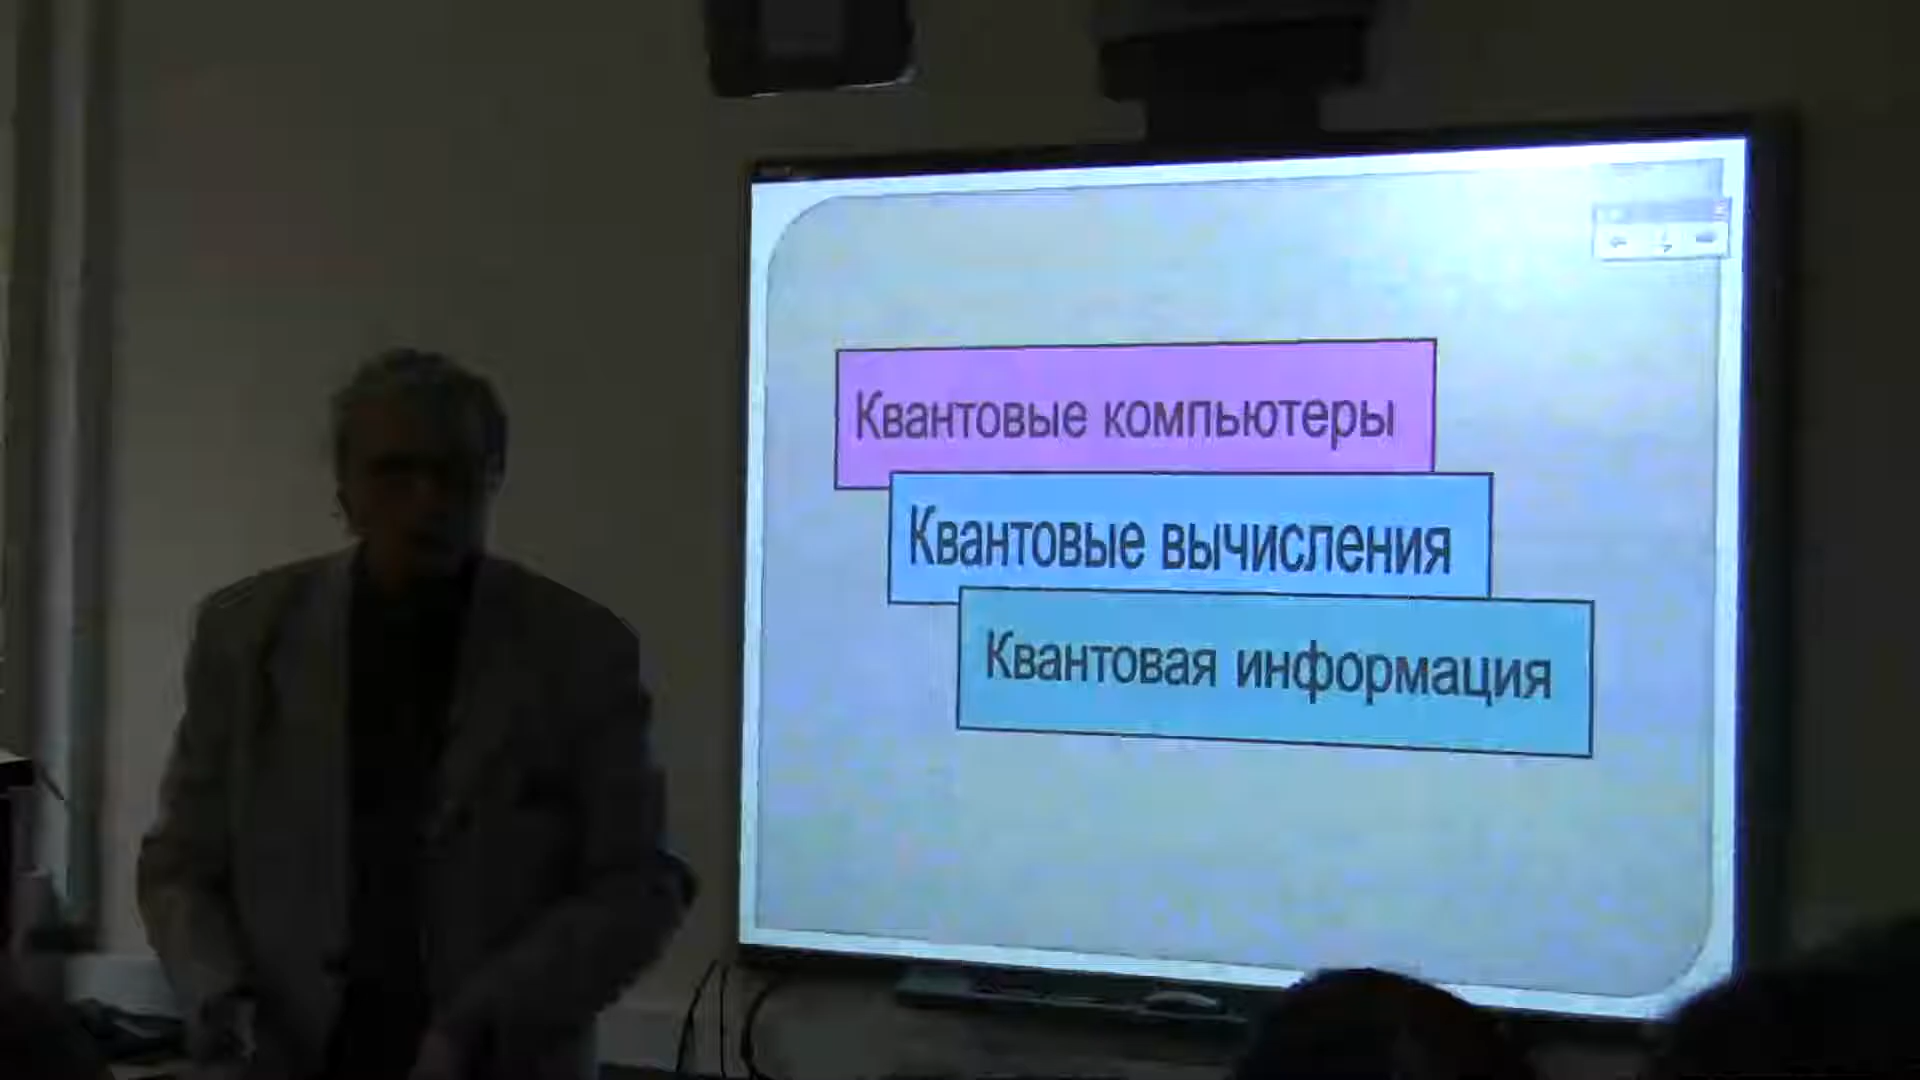 Квантовые компьютеры
Квантовые вычисления
Квантовая информация